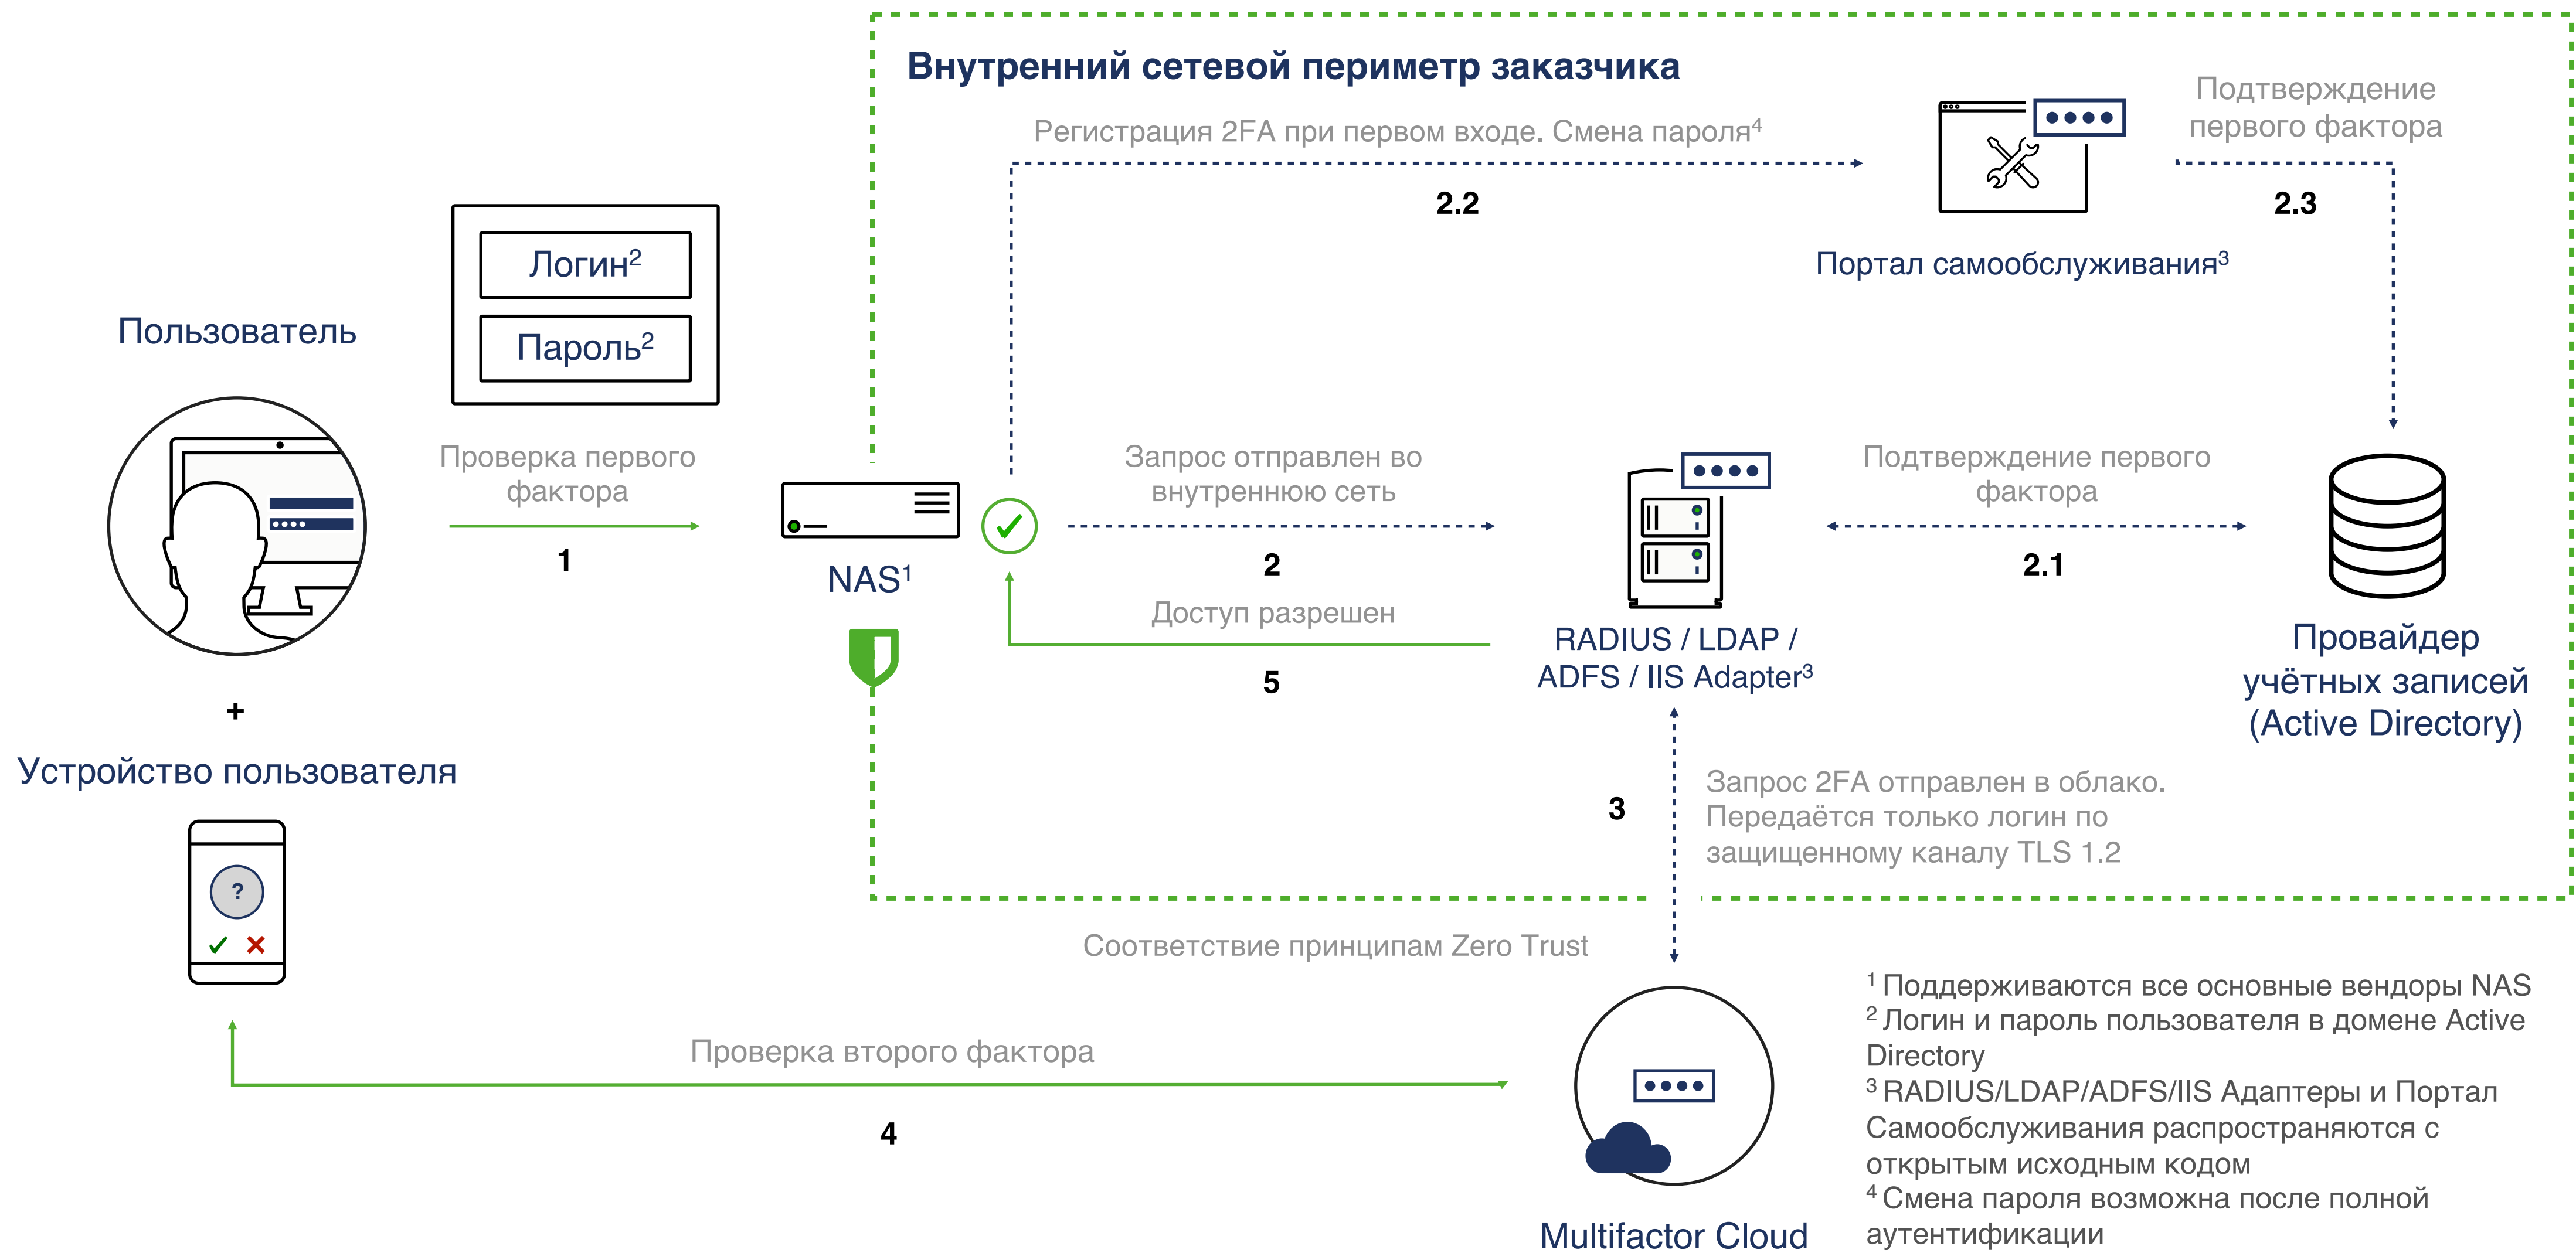 Внутренний сетевой периметр заказчика
Регистрация 2FA при первом входе. Смена пароля⁴
2.2
Подтверждение
первого фактора
2.3
Портал самообслуживания³
Логин²
Пароль²
Пользователь
Проверка первого
фактора
1
NAS¹
Запрос отправлен во
внутреннюю сеть
2
Доступ разрешен
5
RADIUS / LDAP /
ADFS / IIS Adapter³
Подтверждение первого
фактора
2.1
Провайдер
учётных записей
(Active Directory)
+
Устройство пользователя
?
3
Запрос 2FA отправлен в облако.
Передаётся только логин по
защищенному каналу TLS 1.2
Соответствие принципам Zero Trust
Проверка второго фактора
4
Multifactor Cloud
¹ Поддерживаются все основные вендоры NAS
² Логин и пароль пользователя в домене Active
Directory
³ RADIUS/LDAP/ADFS/IIS Адаптеры и Портал
Самообслуживания распространяются с
открытым исходным кодом
⁴ Смена пароля возможна после полной
аутентификации